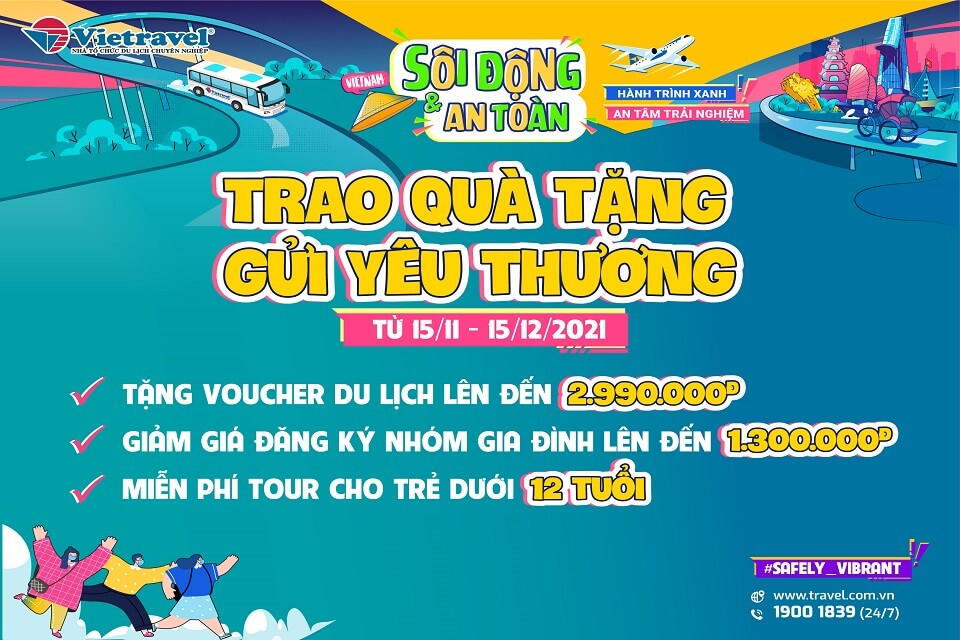 Vietravel®
NHÀ TỔ CHỨC DU LỊCH CHUYÊN NGHIỆP
VIETNAM
SÔI ĐỘNG
& AN TOÀN
HÀNH TRÌNH XANH
AN TÂM TRẢI NGHIỆM
TRAO QUÀ TẶNG
GỬI YÊU THƯƠNG
TỪ 15/11 - 15/12/2021
TẶNG VOUCHER DU LỊCH LÊN ĐẾN 2.990.000Đ
GIẢM GIÁ ĐĂNG KÝ NHÓM GIA ĐÌNH LÊN ĐẾN 1.300.000Đ
MIỄN PHÍ TOUR CHO TRẺ DƯỚI 12 TUỔI
#SAFELY_VIBRANT
www.travel.com.vn
1900 1839 (24/7)